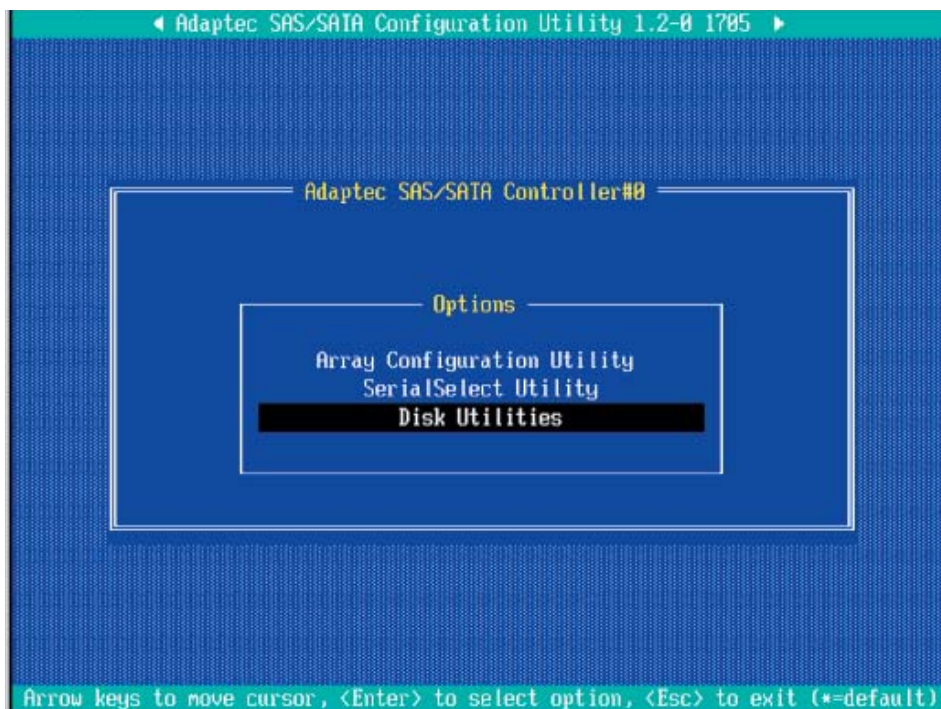 Adaptec SAS/SATA Configuration Utility 1.2-0 1705
Adaptec SAS/SATA Controller#0
Options
Array Configuration Utility
SerialSelect Utility
Disk Utilities
Arrow keys to move cursor, <Enter> to select option, <Esc> to exit (*=default)